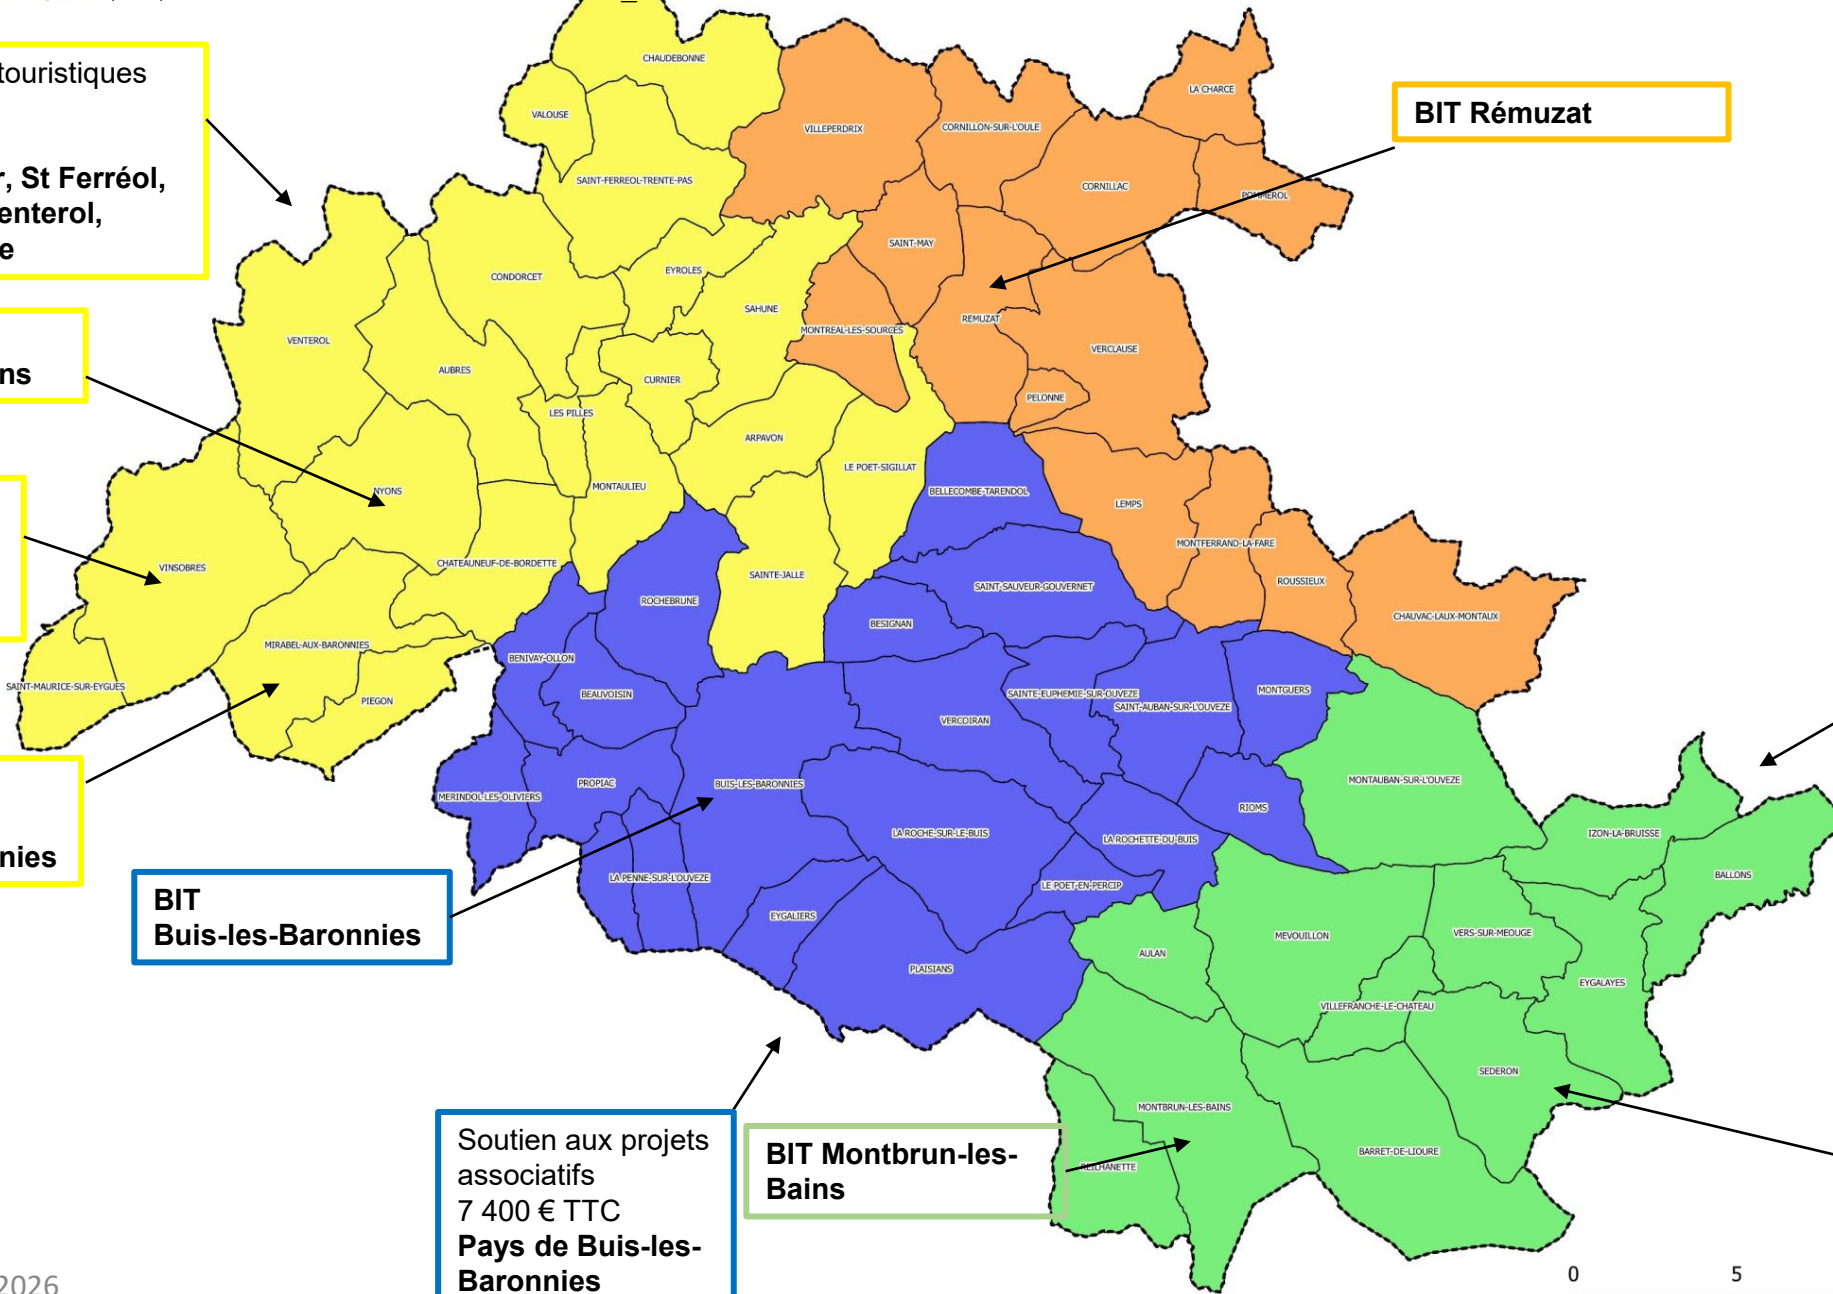 touristiques
r, St Ferréol,
enterol,
e
ns
nies
BIT
Buis-les-Baronnies
Soutien aux projets
associatifs
7 400 € TTC
Pays de Buis-les-
Baronnies
BIT Montbrun-les-
Bains
BIT Rémuzat
CHAUDEBONNE
VALOUSE
SAINT-FERREOL-TRENTE-PAS
VILLEPERDRIX
CORNILLON-SUR-L'OULE
LA CHARCE
CORNILLAC
POMMEROL
SAINT-MAY
CONDORCET
EYROLES
SAHUNE
MONTREAL-LES-SOURCES
REMUZAT
VERCLAUSE
VENTEROL
AUBRES
CURNIER
PELONNE
LES PILLES
ARPAVON
LE POET-SIGILLAT
NYONS
MONTAULIEU
BELLECOMBE-TARENDOL
LEMPS
VINSOBRES
CHATEAUNEUF-DE-BORDETTE
SAINTE-JALLE
MONTFERRAND-LA-FARE
ROUSSIEUX
ROCHEBRUNE
SAINT-SAUVEUR-GOUVERNET
CHAUVAC-LAUX-MONTAUX
BESIGNAN
MIRABEL-AUX-BARONNIES
BENIVAY-OLLON
SAINT-MAURICE-SUR-EYGUES
PIEGON
BEAUVOISIN
SAINTE-EUPHEMIE-SUR-OUVEZE
SAINT-AUBAN-SUR-L'OUVEZE
MONTGUERS
VERCOIRAN
MERINDOL-LES-OLIVIERS
PROPIAC
BUIS-LES-BARONNIES
MONTAUBAN-SUR-L'OUVEZE
RIOMS
LA ROCHE-SUR-LE-BUIS
LA ROCHETTE-DU-BUIS
IZON-LA-BRUISSE
LA PENNE-SUR-L'OUVEZE
LE POET-EN-PERCIP
BALLONS
EYGALIERS
AULAN
MEVOUILLON
VERS-SUR-MEOUGE
PLAISIANS
EYGALAYES
VILLEFRANCHE-LE-CHATEAU
SEDERON
MONTBRUN-LES-BAINS
REILHANETTE
BARRET-DE-LIOURE
0 5
2026